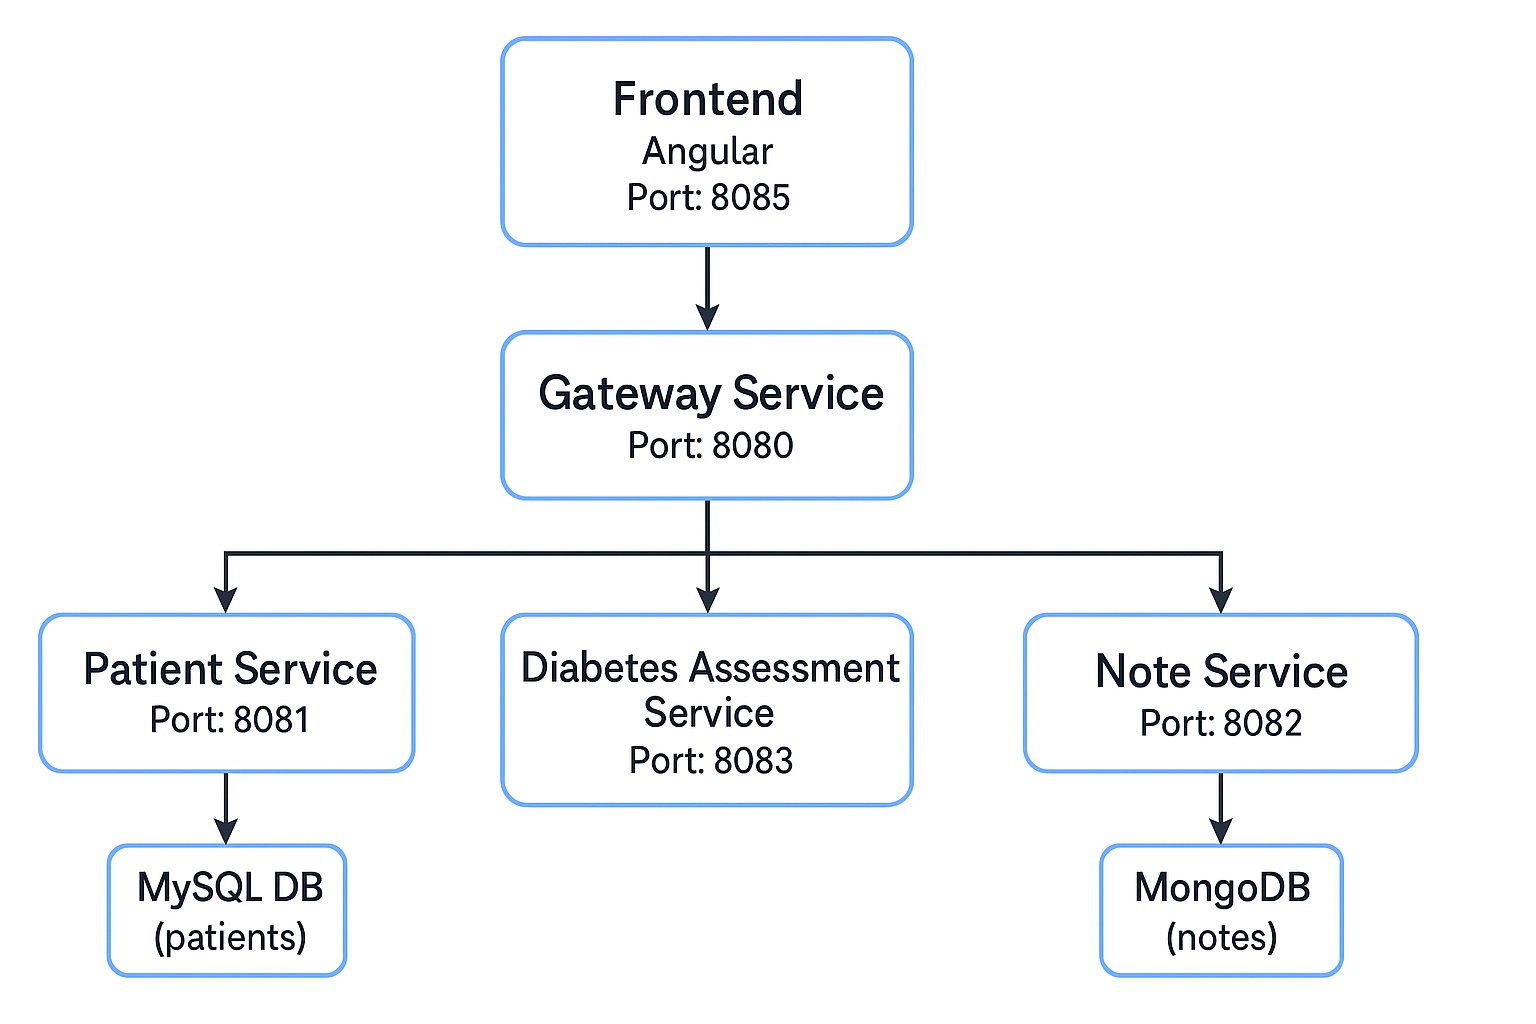 Frontend
Angular
Port: 8085
Gateway Service
Port: 8080
Patient Service
Port: 8081
Diabetes Assessment
Service
Port: 8083
Note Service
Port: 8082
MySQL DB
(patients)
MongoDB
(notes)